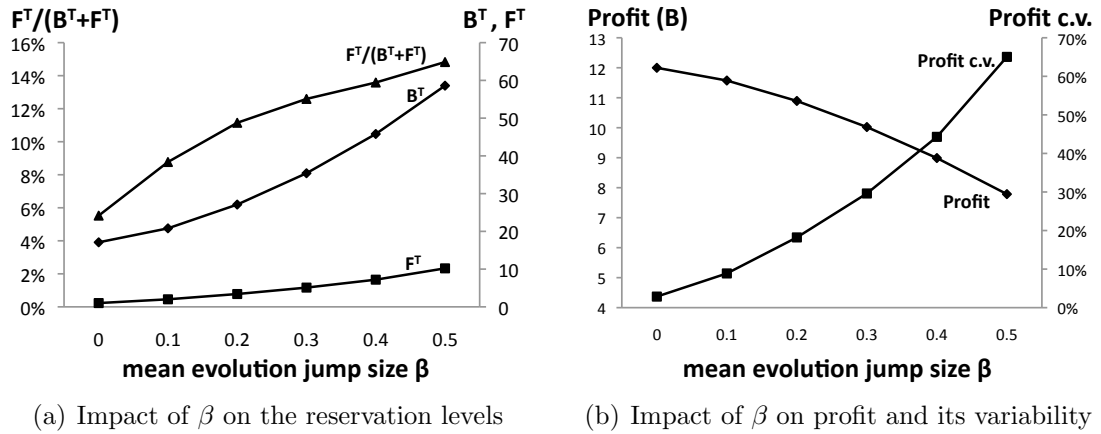 F^T/(B^T+F^T)
B^T, F^T
16%
14%
12%
10%
8%
6%
4%
2%
0%
70
60
50
40
30
20
10
0
F^T/(B^T+F^T)
B^T
F^T
0 0.1 0.2 0.3 0.4 0.5
mean evolution jump size β
(a) Impact of β on the reservation levels
Profit (B)
Profit c.v.
13
12
11
10
9
8
7
6
5
4
70%
60%
50%
40%
30%
20%
10%
0%
Profit c.v.
Profit
0 0.1 0.2 0.3 0.4 0.5
mean evolution jump size β
(b) Impact of β on profit and its variability